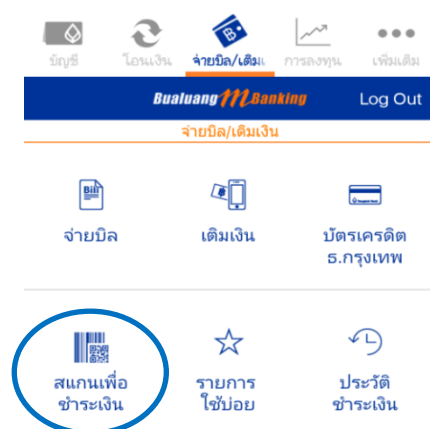 บัญชี
โอนเงิน
จ่ายบิล/เติมเ
การลงทุน
เพิ่มเติม
Bualuang mBanking
Log Out
จ่ายบิล/เติมเงิน
Bill
จ่ายบิล
เติมเงิน
บัตรเครดิต
ธ.กรุงเทพ
สแกนเพื่อ
ชำระเงิน
รายการ
ใช้บ่อย
ประวัติ
ชำระเงิน